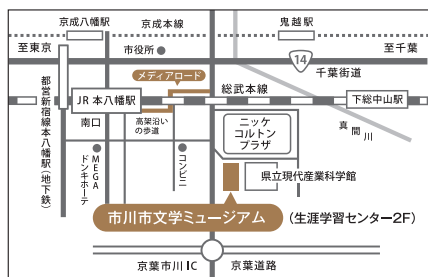 京成八幡駅
京成本線
鬼越駅
至東京
市役所
14
至千葉
千葉街道
メディアロード
都営新宿線本八幡駅(地下鉄)
JR 本八幡駅
総武本線
下総中山駅
南口
高架沿い
の歩道
ニッケ
コルトン
プラザ
真間川
MEGA
ドンキホーテ
コンビニ
県立現代産業科学館
市川市文学ミュージアム
(生涯学習センター2F)
京葉市川IC
京葉道路